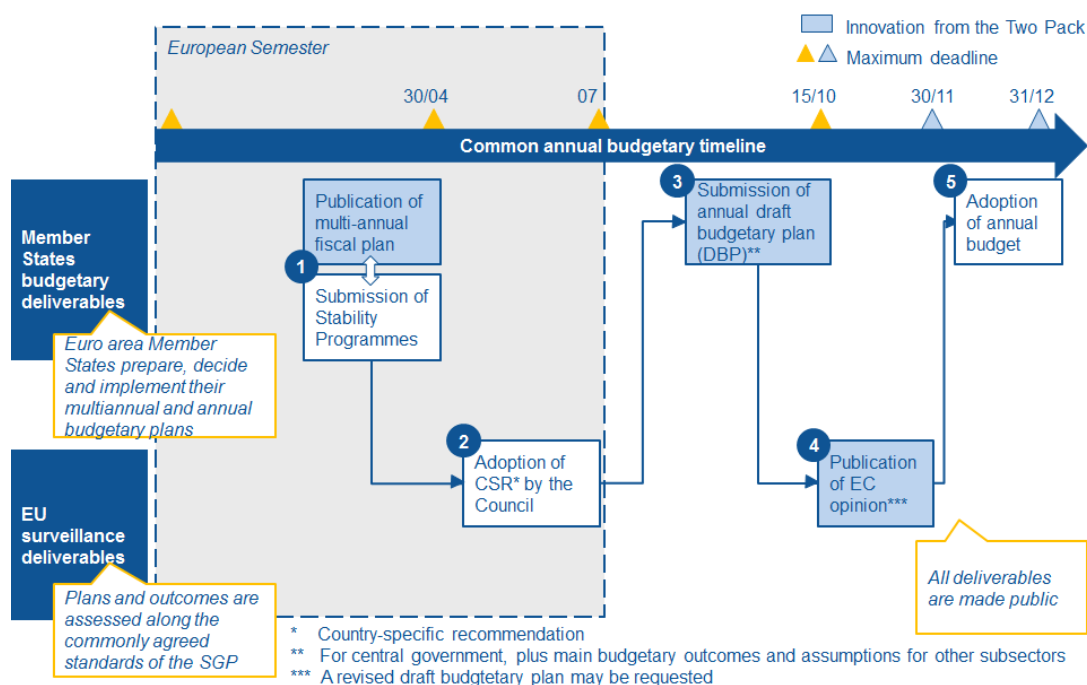 European Semester
Innovation from the Two Pack
Maximum deadline
30/04
07
15/10
30/11
31/12
Common annual budgetary timeline
Member
States
budgetary
deliverables
Publication of
multi-annual
fiscal plan
1
Submission of
Stability
Programmes
3
Submission of
annual draft
budgetary plan
(DBP)**
5
Adoption
of annual
budget
Euro area Member
States prepare, decide
and implement their
multiannual and annual
budgetary plans
2
Adoption of
CSR* by the
Council
4
Publication
of EC
opinion***
EU
surveillance
deliverables
Plans and outcomes are
assessed along the
commonly agreed
standards of the SGP
All deliverables
are made public
* Country-specific recommendation
** For central government, plus main budgetary outcomes and assumptions for other subsectors
*** A revised draft budgtetary plan may be requested